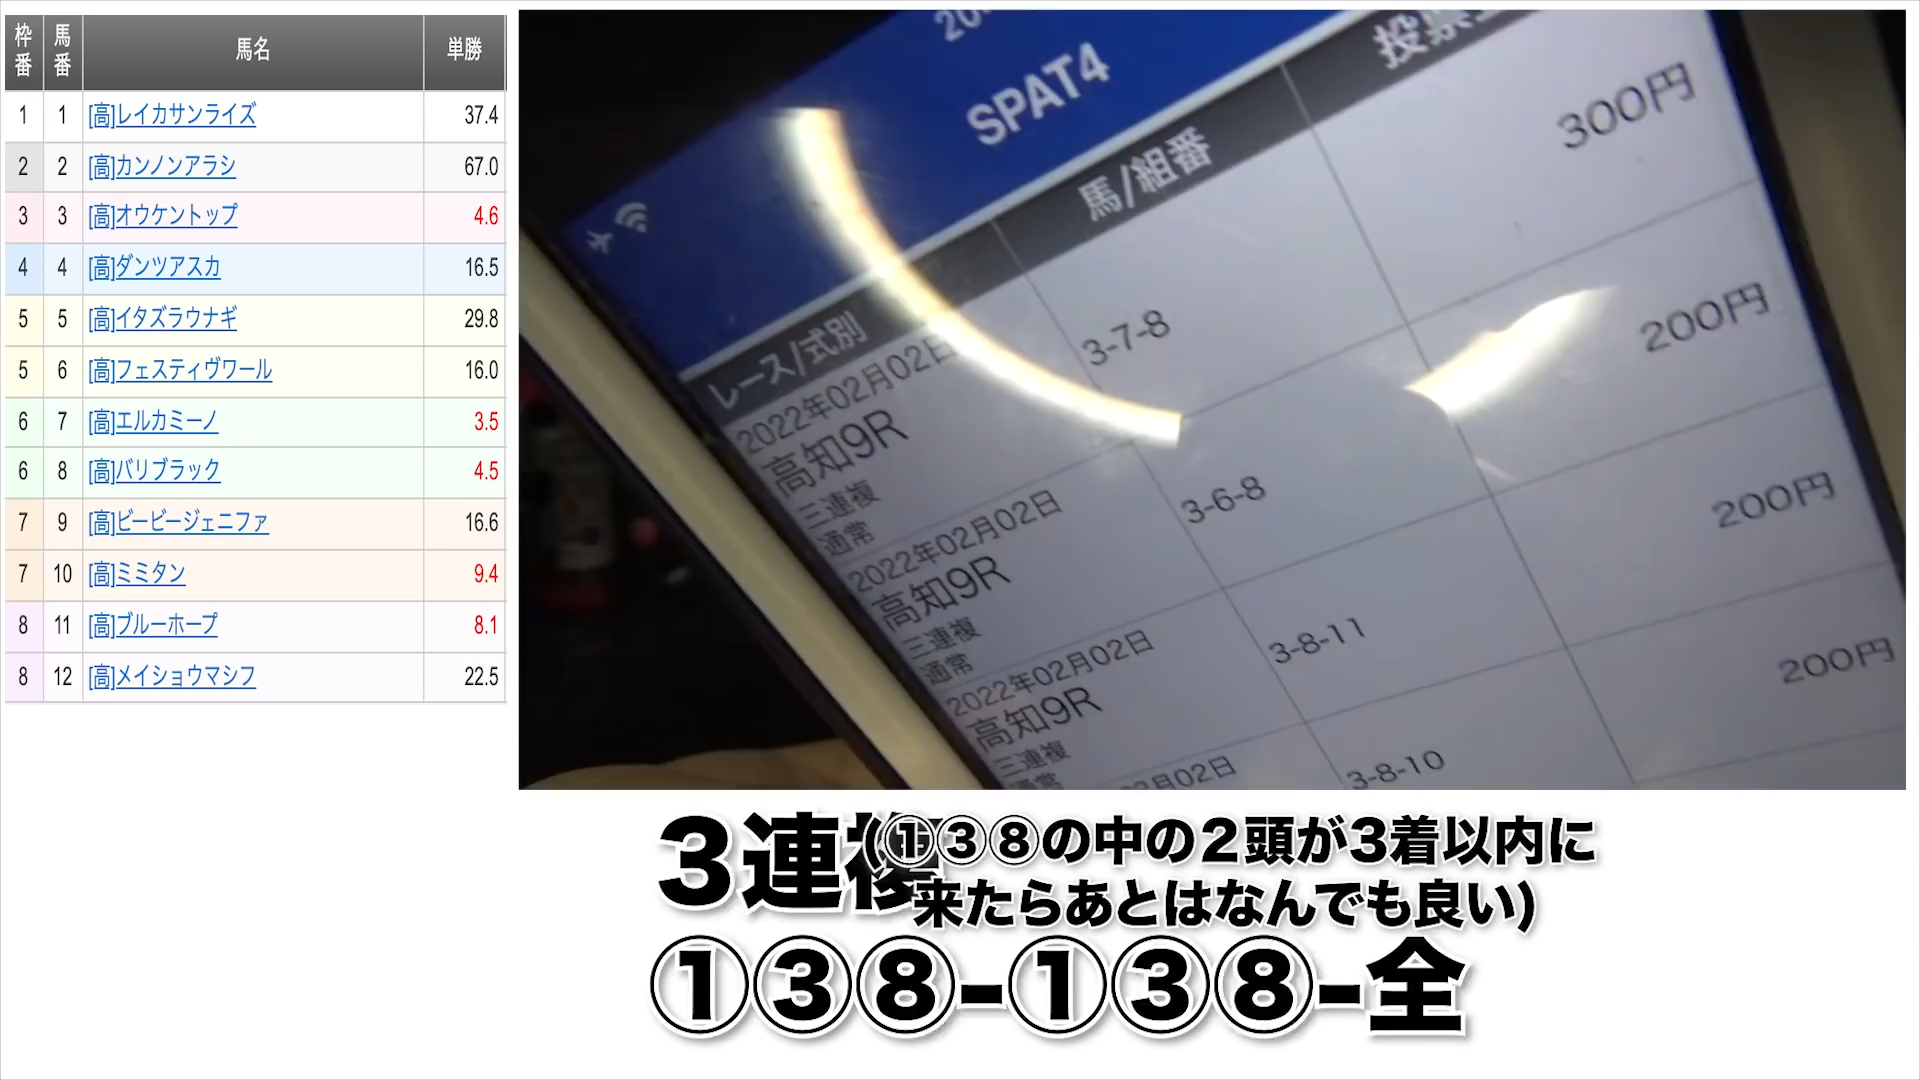 枠番 馬番 馬名 単勝
1 1 [高]レイカサンライズ 37.4
2 2 [高]カンノンアラシ 67.0
3 3 [高]オウケントップ 4.6
4 4 [高]ダンツアスカ 16.5
5 5 [高]イタズラウナギ 29.8
5 6 [高]フェスティヴワール 16.0
6 7 [高]エルカミーノ 3.5
6 8 [高]バリブラック 4.5
7 9 [高]ビービージェニファ 16.6
7 10 [高]ミミタン 9.4
8 11 [高]ブルーホープ 8.1
8 12 [高]メイショウマシフ 22.5
SPAT4
レース/式別 馬/組番 投票
2022年02月02日
高知9R
三連複
通常
3-7-8
300円
2022年02月02日
高知9R
三連複
通常
3-6-8
200円
2022年02月02日
高知9R
三連複
通常
3-8-11
200円
02月02日
3-8-10
200円
3連複
(①③⑧の中の2頭が3着以内に
来たらあとはなんでも良い)
①③⑧-①③⑧-全